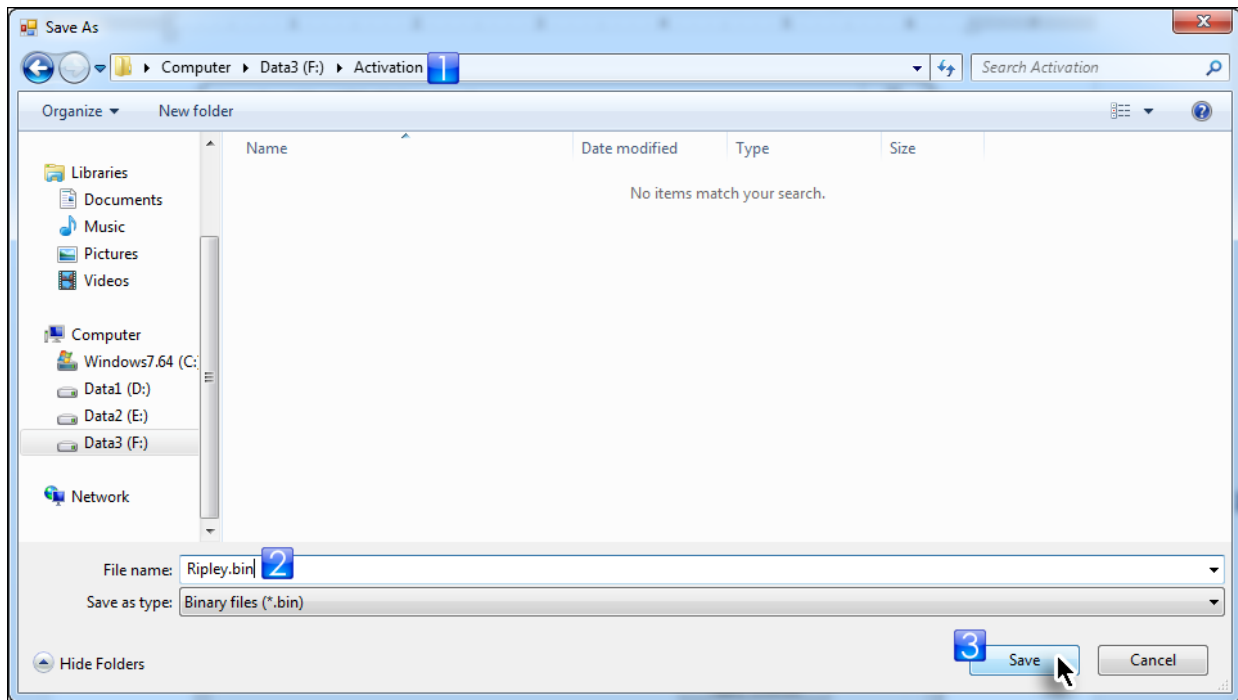 Save As
Computer Data3 (F:) Activation 1 Search Activation
Organize New folder
Name Date modified Type Size
No items match your search.
Libraries
Documents
Music
Pictures
Videos
Computer
Windows7.64 (C:
Data1 (D:)
Data2 (E:)
Data3 (F:)
Network
File name: Ripley.bin 2
Save as type: Binary files (*.bin)
Hide Folders 3 Save Cancel